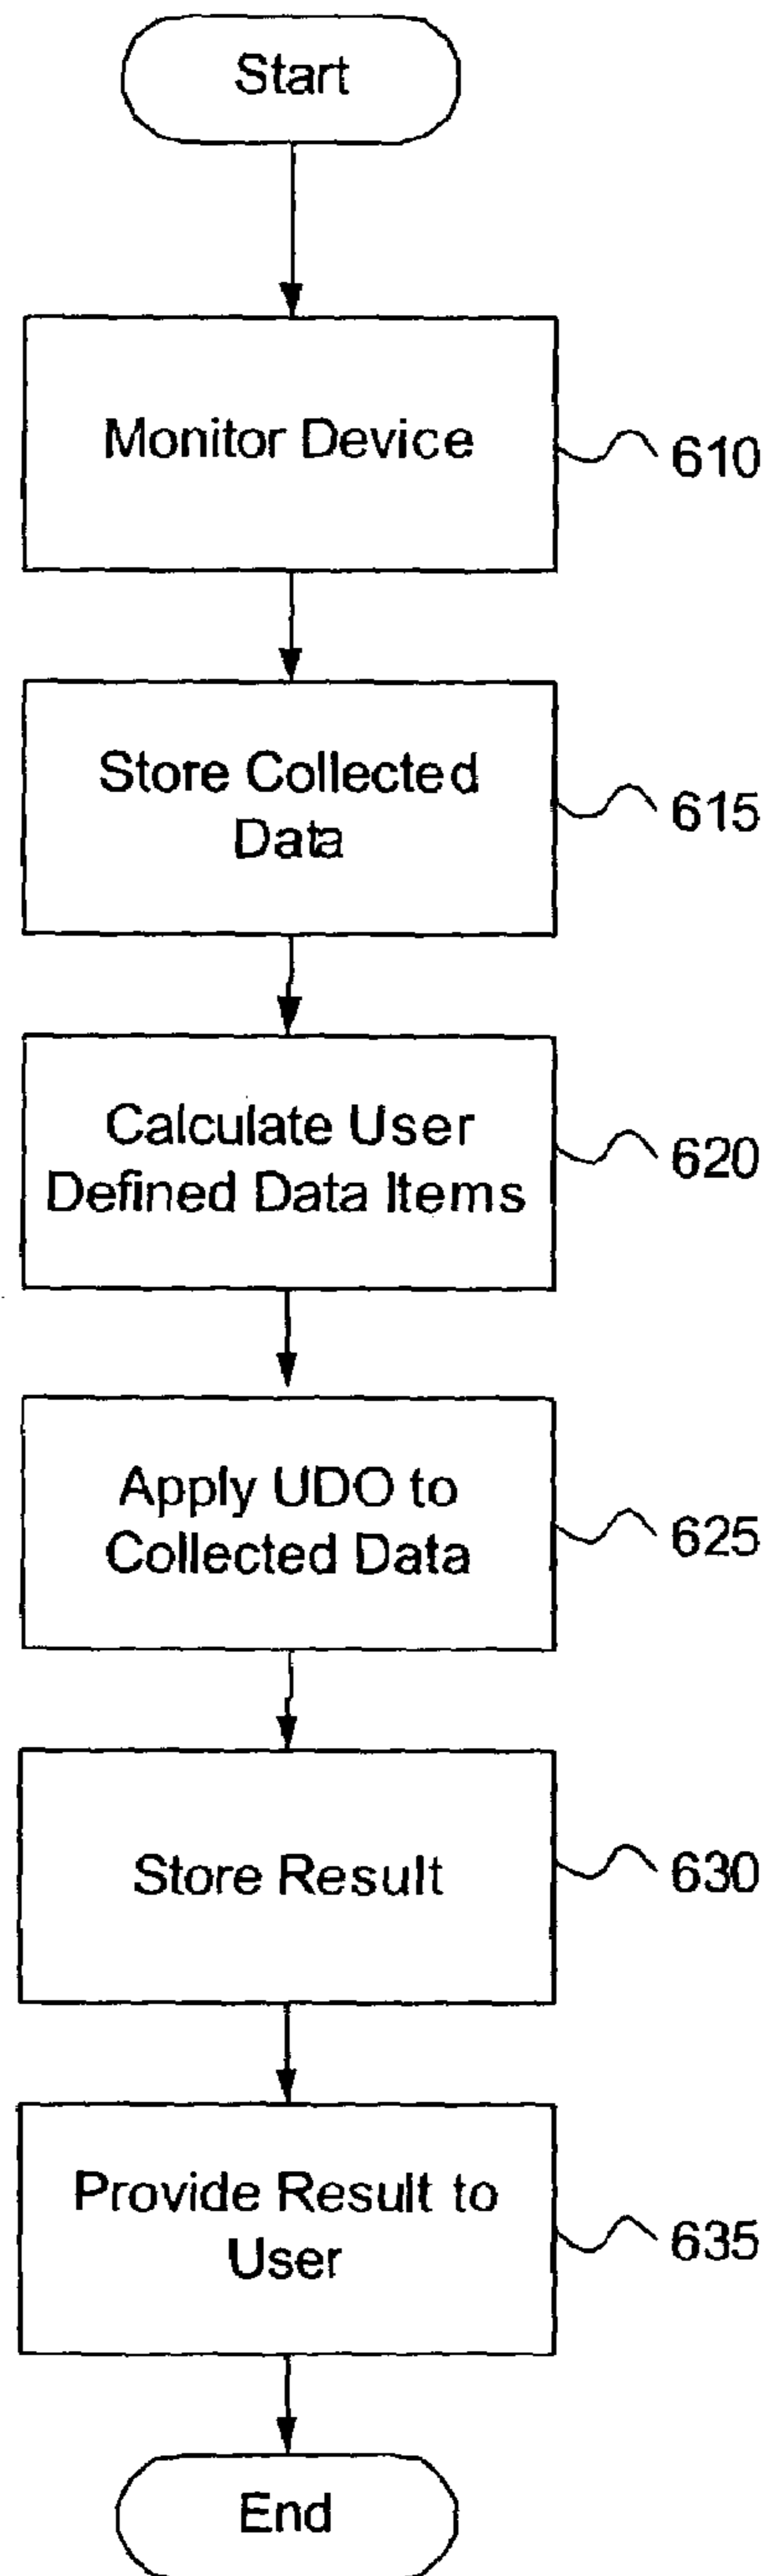 Start
Monitor Device
610
Store Collected
Data
615
Calculate User
Defined Data Items
620
Apply UDO to
Collected Data
625
Store Result
630
Provide Result to
User
635
End